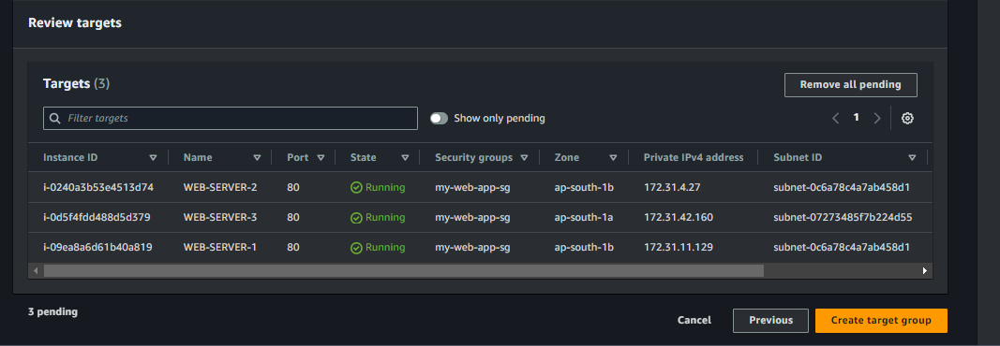 Review targets
Targets (3)
Remove all pending
Filter targets
Show only pending
1
Instance ID Name Port State Security groups Zone Private IPv4 address Subnet ID
i-0240a3b53e4513d74 WEB-SERVER-2 80 Running my-web-app-sg ap-south-1b 172.31.4.27 subnet-0c6a78c4a7ab458d1
i-0d5f4fdd488d5d379 WEB-SERVER-3 80 Running my-web-app-sg ap-south-1a 172.31.42.160 subnet-07273485f7b224d55
i-09ea8a6d61b40a819 WEB-SERVER-1 80 Running my-web-app-sg ap-south-1b 172.31.11.129 subnet-0c6a78c4a7ab458d1
3 pending
Cancel
Previous
Create target group